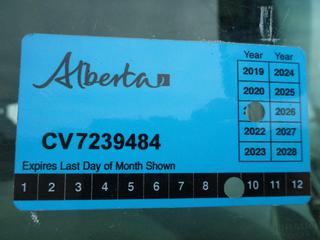 Alberta
Year Year
2019 2024
2020 2025
2026
2022 2027
2023 2028
CV7239484
Expires Last Day of Month Shown
1 2 3 4 5 6 7 8 10 11 12